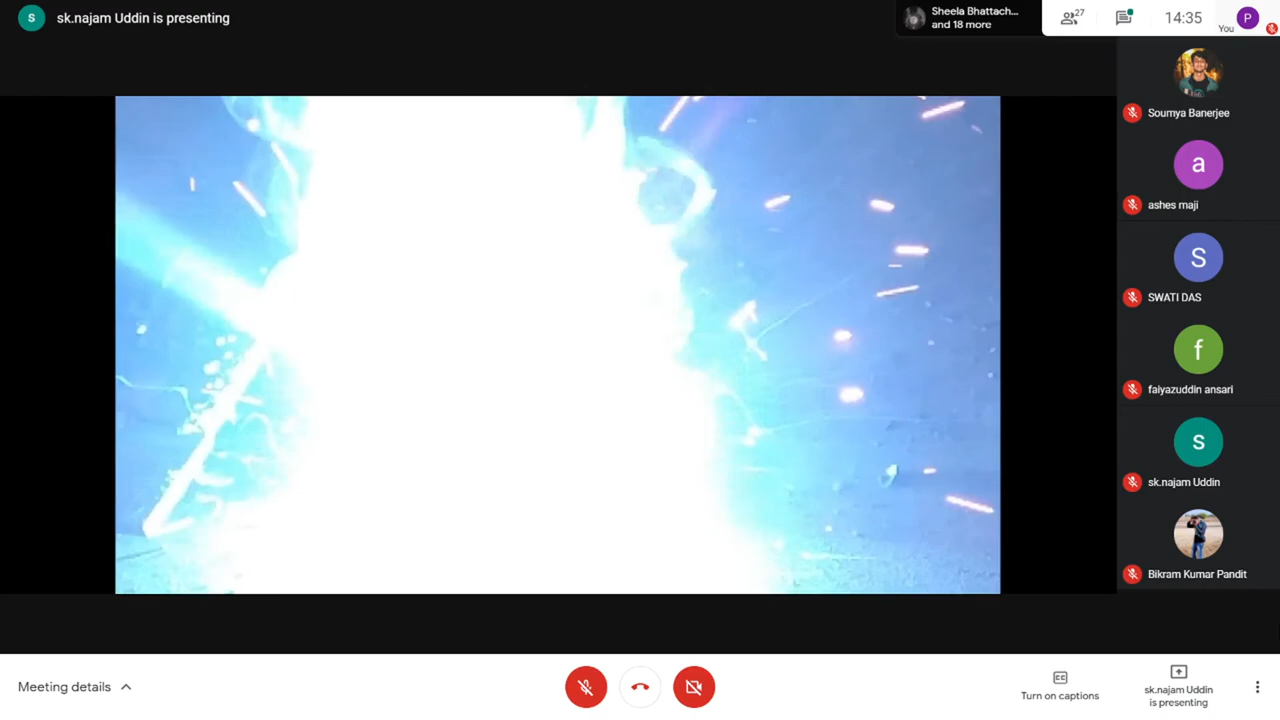 s
sk.najam Uddin is presenting
Sheela Bhattach...
and 18 more
27
14:35
You
P
Soumya Banerjee
a
ashes maji
S
SWATI DAS
f
faiyazuddin ansari
s
sk.najam Uddin
Bikram Kumar Pandit
Meeting details
CC
Turn on captions
sk.najam Uddin
is presenting